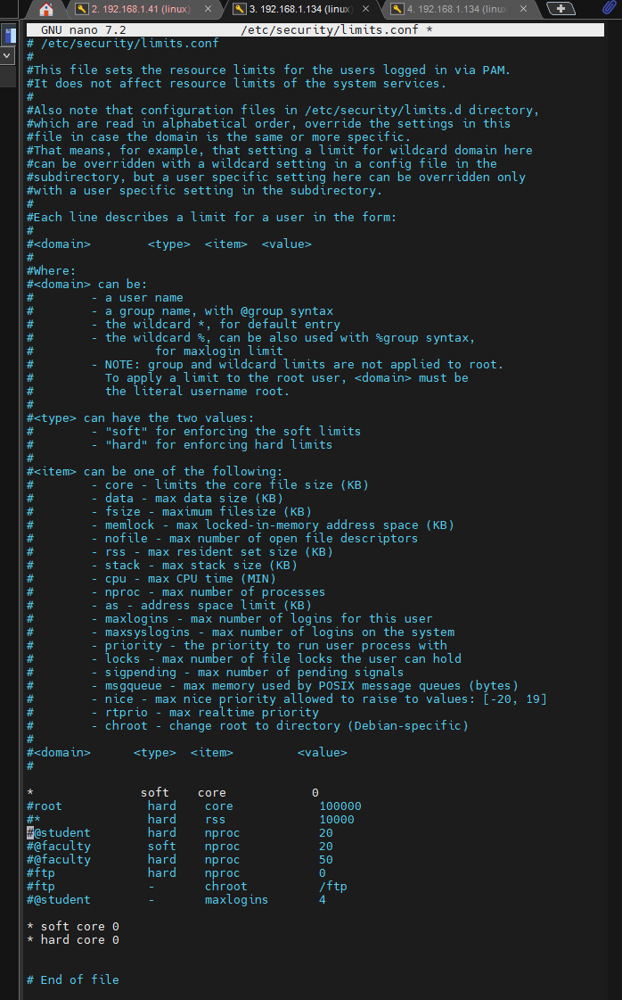 2. 192.168.1.41 (linux)
3. 192.168.1.134 (linux)
4. 192.168.1.134 (linux)
GNU nano 7.2 /etc/security/limits.conf *
# /etc/security/limits.conf
#
#This file sets the resource limits for the users logged in via PAM.
#It does not affect resource limits of the system services.
#
#Also note that configuration files in /etc/security/limits.d directory,
#which are read in alphabetical order, override the settings in this
#file in case the domain is the same or more specific.
#That means, for example, that setting a limit for wildcard domain here
#can be overridden with a wildcard setting in a config file in the
#subdirectory, but a user specific setting here can be overridden only
#with a user specific setting in the subdirectory.
#
#Each line describes a limit for a user in the form:
#
#<domain>        <type>  <item>  <value>
#
#Where:
#<domain> can be:
#        - a user name
#        - a group name, with @group syntax
#        - the wildcard *, for default entry
#        - the wildcard %, can be also used with %group syntax,
#                 for maxlogin limit
#        - NOTE: group and wildcard limits are not applied to root.
#          To apply a limit to the root user, <domain> must be
#          the literal username root.
#
#<type> can have the two values:
#        - "soft" for enforcing the soft limits
#        - "hard" for enforcing hard limits
#
#<item> can be one of the following:
#        - core - limits the core file size (KB)
#        - data - max data size (KB)
#        - fsize - maximum filesize (KB)
#        - memlock - max locked-in-memory address space (KB)
#        - nofile - max number of open file descriptors
#        - rss - max resident set size (KB)
#        - stack - max stack size (KB)
#        - cpu - max CPU time (MIN)
#        - nproc - max number of processes
#        - as - address space limit (KB)
#        - maxlogins - max number of logins for this user
#        - maxsyslogins - max number of logins on the system
#        - priority - the priority to run user process with
#        - locks - max number of file locks the user can hold
#        - sigpending - max number of pending signals
#        - msgqueue - max memory used by POSIX message queues (bytes)
#        - nice - max nice priority allowed to raise to values: [-20, 19]
#        - rtprio - max realtime priority
#        - chroot - change root to directory (Debian-specific)
#
#<domain>      <type>  <item>         <value>
#
*               soft    core            0
#root            hard    core            100000
#*               hard    rss             10000
#@student        hard    nproc           20
#@faculty        soft    nproc           20
#@faculty        hard    nproc           50
#ftp             hard    nproc           0
#ftp             -       chroot          /ftp
#@student        -       maxlogins       4
* soft core 0
* hard core 0
# End of file